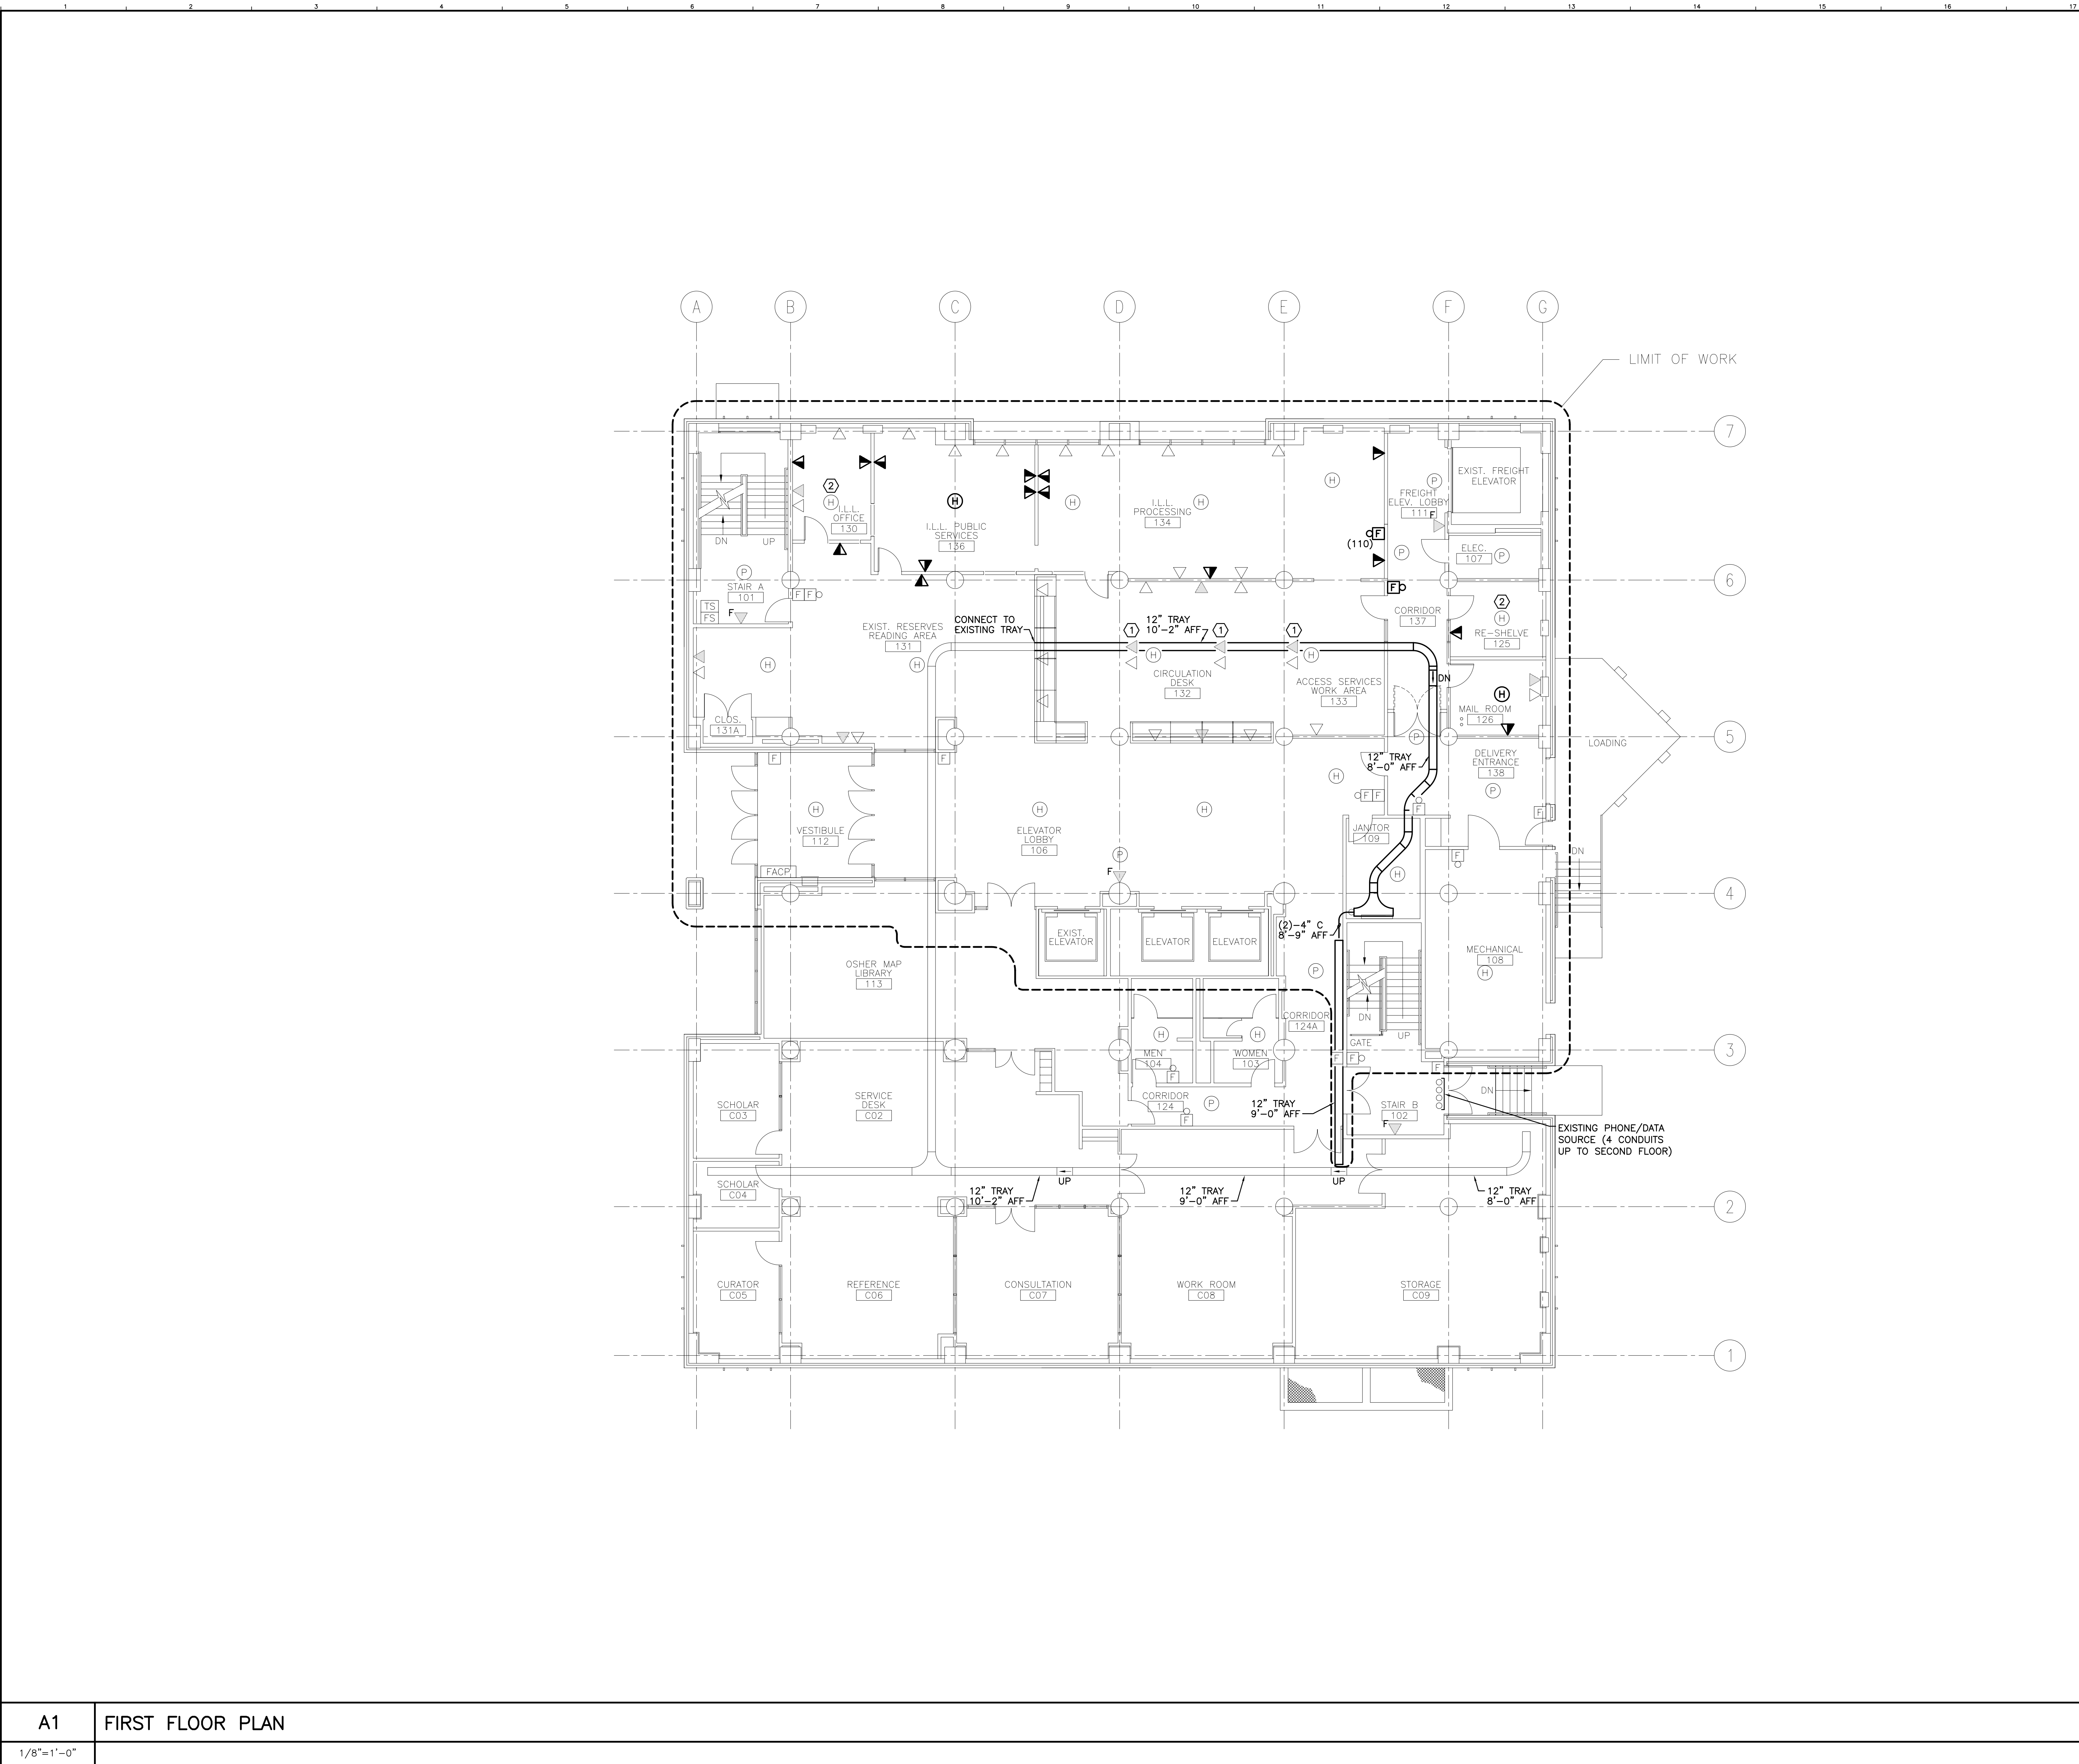 1 2 3 4 5 6 7 8 9 10 11 12 13 14 15 16 17
A B C D E F G
LIMIT OF WORK
7
EXIST. FREIGHT
ELEVATOR
P
FREIGHT
ELEV. LOBBY
111
F
2
H
I.L.L.
OFFICE
130
H
I.L.L. PUBLIC
SERVICES
136
H
I.L.L.
PROCESSING
134
H
H
F
(110)
P
ELEC.
107
P
DN
UP
P
STAIR A
101
TS
FS
F
F F
6
F
CORRIDOR
137
2
H
RE-SHELVE
125
CONNECT TO
EXISTING TRAY
EXIST. RESERVES
READING AREA
131
H
H
12" TRAY
10'-2" AFF
1 1 1
H
H
CIRCULATION
DESK
132
ACCESS SERVICES
WORK AREA
133
DN
H
MAIL ROOM
126
CLOS.
131A
P
5
LOADING
F
F
12" TRAY
8'-0" AFF
DELIVERY
ENTRANCE
138
P
H
H
H
H
F F
F
F
VESTIBULE
112
ELEVATOR
LOBBY
106
JANITOR
109
F
DN
P
F
FACP
H
4
EXIST.
ELEVATOR
ELEVATOR
ELEVATOR
(2)-4" C
8'-9" AFF
MECHANICAL
108
H
OSHER MAP
LIBRARY
113
P
CORRIDOR
124A
DN
UP
GATE
H
H
MEN
104
WOMEN
103
F
F F
F
3
SCHOLAR
C03
SERVICE
DESK
C02
CORRIDOR
124
F
P
12" TRAY
9'-0" AFF
STAIR B
102
F
DN
EXISTING PHONE/DATA
SOURCE (4 CONDUITS
UP TO SECOND FLOOR)
SCHOLAR
C04
UP
UP
12" TRAY
10'-2" AFF
12" TRAY
9'-0" AFF
12" TRAY
8'-0" AFF
2
CURATOR
C05
REFERENCE
C06
CONSULTATION
C07
WORK ROOM
C08
STORAGE
C09
1
A1
FIRST FLOOR PLAN
1/8"=1'-0"